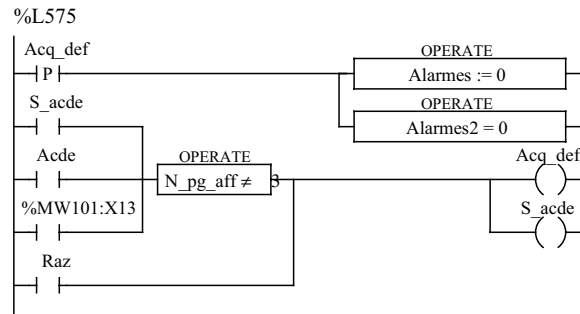 %L575
Acq_def
P
OPERATE
Alarmes := 0
S_acde
OPERATE
Alarmes2 = 0
Acde
OPERATE
N_pg_aff ≠ 3
Acq_def
%MW101:X13
S_acde
Raz